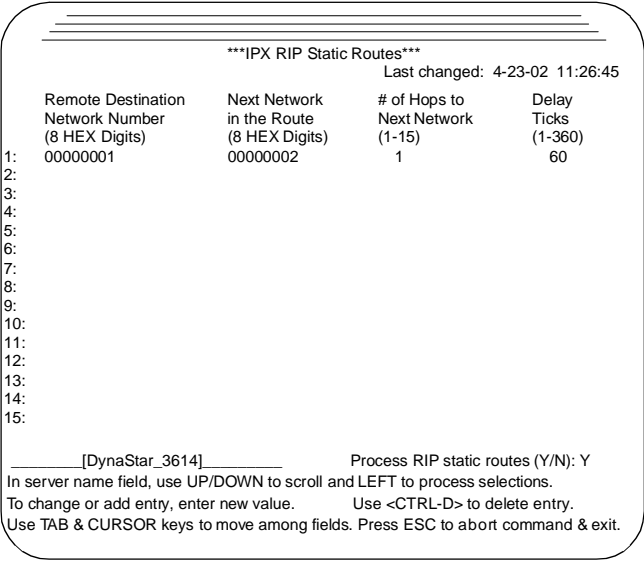 ***IPX RIP Static Routes***
Last changed: 4-23-02 11:26:45
Remote Destination Next Network # of Hops to Delay
Network Number in the Route Next Network Ticks
(8 HEX Digits) (8 HEX Digits) (1-15) (1-360)
1: 00000001 00000002 1 60
2:
3:
4:
5:
6:
7:
8:
9:
10:
11:
12:
13:
14:
15:
________[DynaStar_3614]_________ Process RIP static routes (Y/N): Y
In server name field, use UP/DOWN to scroll and LEFT to process selections.
To change or add entry, enter new value. Use <CTRL-D> to delete entry.
Use TAB & CURSOR keys to move among fields. Press ESC to abort command & exit.